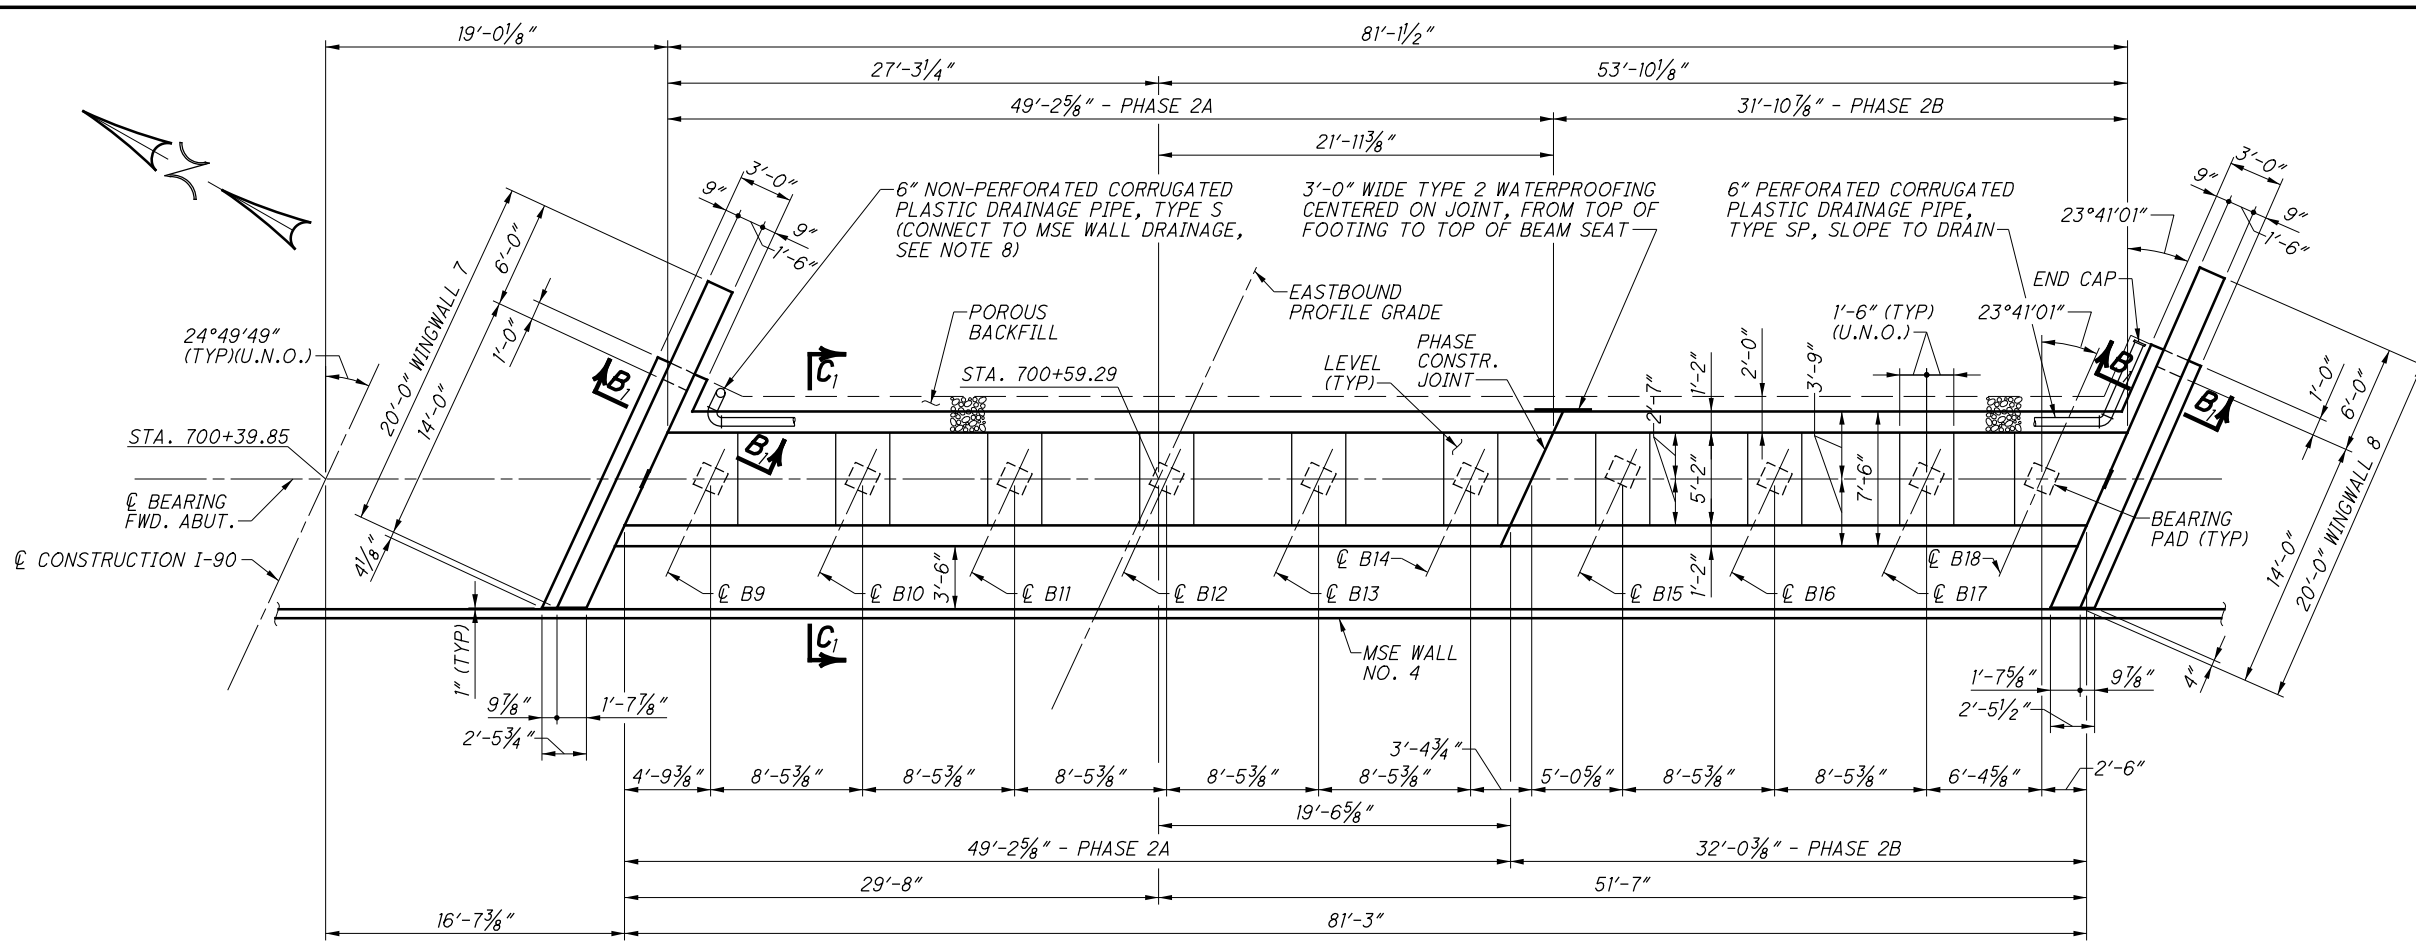 19′-0⅛″
81′-1½″
27′-3¼″
53′-10⅛″
49′-2⅝″ - PHASE 2A
31′-10⅞″ - PHASE 2B
21′-11⅜″
6″ NON-PERFORATED CORRUGATED
PLASTIC DRAINAGE PIPE, TYPE S
(CONNECT TO MSE WALL DRAINAGE,
SEE NOTE 8)
3′-0″ WIDE TYPE 2 WATERPROOFING
CENTERED ON JOINT, FROM TOP OF
FOOTING TO TOP OF BEAM SEAT
6″ PERFORATED CORRUGATED
PLASTIC DRAINAGE PIPE,
TYPE SP, SLOPE TO DRAIN
9″
3′-0″
9″
1′-6″
9″
3′-0″
9″
1′-6″
23°41′01″
END CAP
1′-6″ (TYP)
(U.N.O.)
23°41′01″
20′-0″ WINGWALL 7
6′-0″
1′-0″
14′-0″
4⅛″
24°49′49″
(TYP)(U.N.O.)
STA. 700+39.85
℄ BEARING
FWD. ABUT.
℄ CONSTRUCTION I-90
B1
B1
C1
POROUS
BACKFILL
EASTBOUND
PROFILE GRADE
STA. 700+59.29
LEVEL
(TYP)
PHASE
CONSTR.
JOINT
2′-7″
1′-2″
5′-2″
1′-2″
2′-0″
3′-9″
7′-6″
B1
B1
1′-0″
6′-0″
14′-0″
20′-0″ WINGWALL 8
4″
BEARING
PAD (TYP)
℄ B9
℄ B10
℄ B11
℄ B12
℄ B13
℄ B14
℄ B15
℄ B16
℄ B17
℄ B18
3′-6″
1″ (TYP)
C1
MSE WALL
NO. 4
9⅞″
1′-7⅞″
2′-5¾″
1′-7⅝″
9⅞″
2′-5½″
3′-4¾″
4′-9⅜″
8′-5⅜″
8′-5⅜″
8′-5⅜″
8′-5⅜″
8′-5⅜″
5′-0⅝″
8′-5⅜″
8′-5⅜″
6′-4⅝″
2′-6″
19′-6⅝″
49′-2⅝″ - PHASE 2A
32′-0⅜″ - PHASE 2B
29′-8″
51′-7″
16′-7⅜″
81′-3″